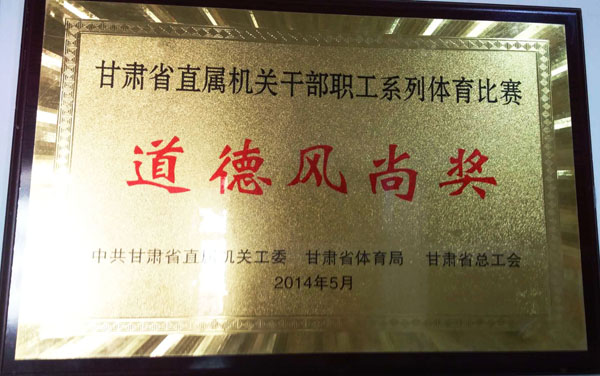 甘肃省直属机关干部职工系列体育比赛
道德风尚奖
中共甘肃省直属机关工委 甘肃省体育局 甘肃省总工会
2014年5月